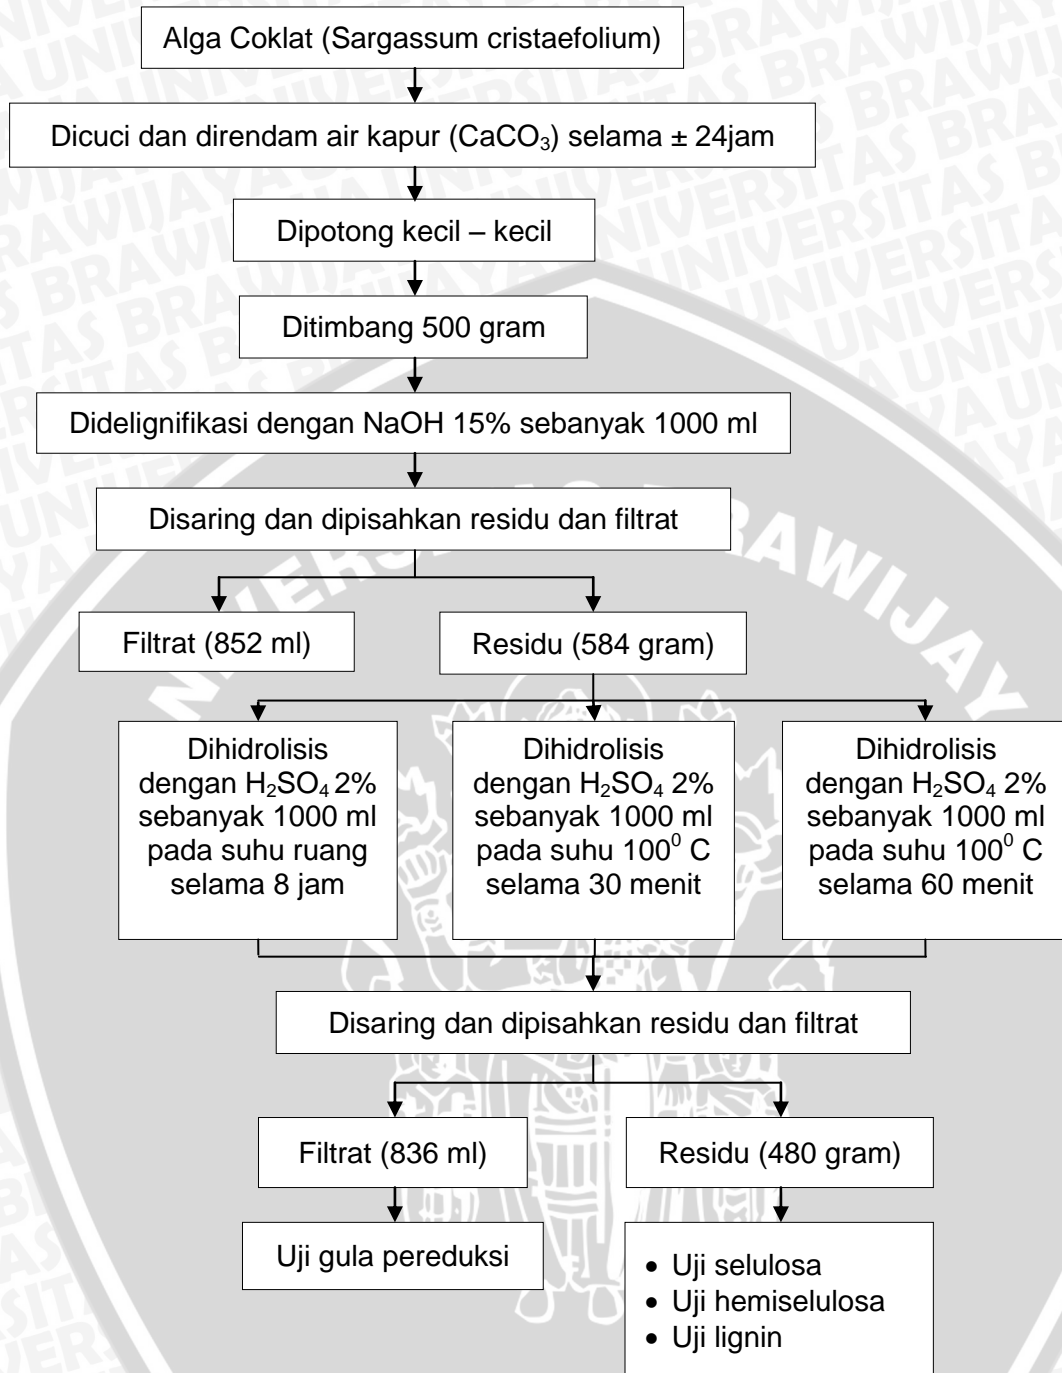 Alga Coklat (Sargassum cristaefolium)
Dicuci dan direndam air kapur (CaCO₃) selama ± 24jam
Dipotong kecil – kecil
Ditimbang 500 gram
Didelignifikasi dengan NaOH 15% sebanyak 1000 ml
Disaring dan dipisahkan residu dan filtrat
Filtrat (852 ml)
Residu (584 gram)
Dihidrolisis
dengan H₂SO₄ 2%
sebanyak 1000 ml
pada suhu ruang
selama 8 jam
Dihidrolisis
dengan H₂SO₄ 2%
sebanyak 1000 ml
pada suhu 100⁰ C
selama 30 menit
Dihidrolisis
dengan H₂SO₄ 2%
sebanyak 1000 ml
pada suhu 100⁰ C
selama 60 menit
Disaring dan dipisahkan residu dan filtrat
Filtrat (836 ml)
Residu (480 gram)
Uji gula pereduksi
• Uji selulosa
• Uji hemiselulosa
• Uji lignin